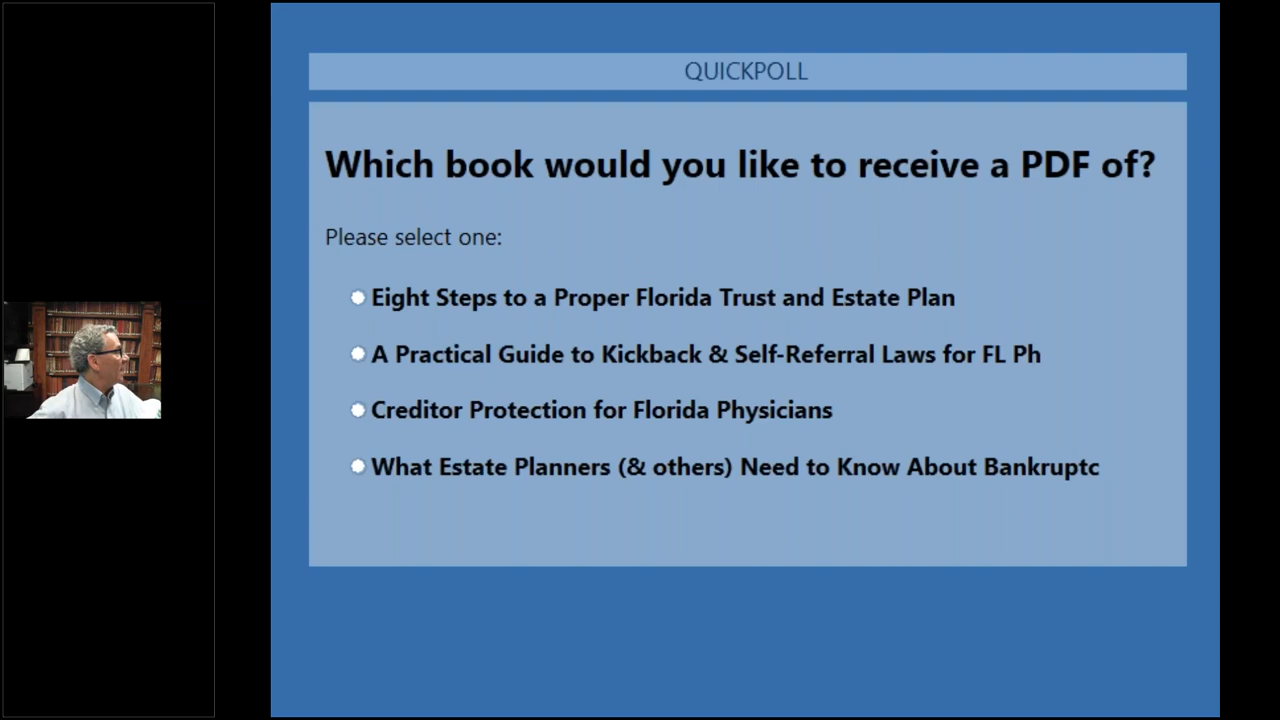 QUICKPOLL
Which book would you like to receive a PDF of?
Please select one:
Eight Steps to a Proper Florida Trust and Estate Plan
A Practical Guide to Kickback & Self-Referral Laws for FL Ph
Creditor Protection for Florida Physicians
What Estate Planners (& others) Need to Know About Bankruptc